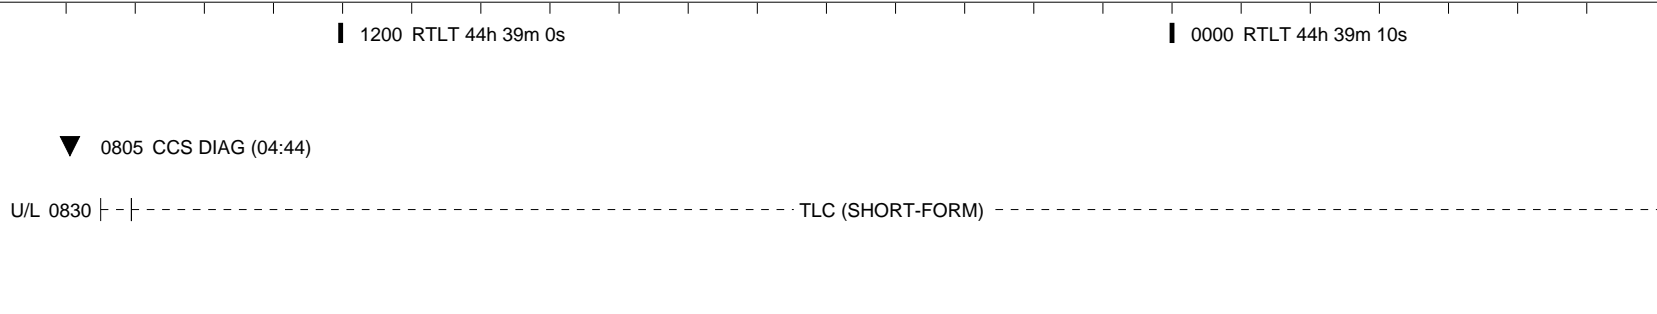 1200 RTLT 44h 39m 0s
0000 RTLT 44h 39m 10s
0805 CCS DIAG (04:44)
U/L 0830 TLC (SHORT-FORM)